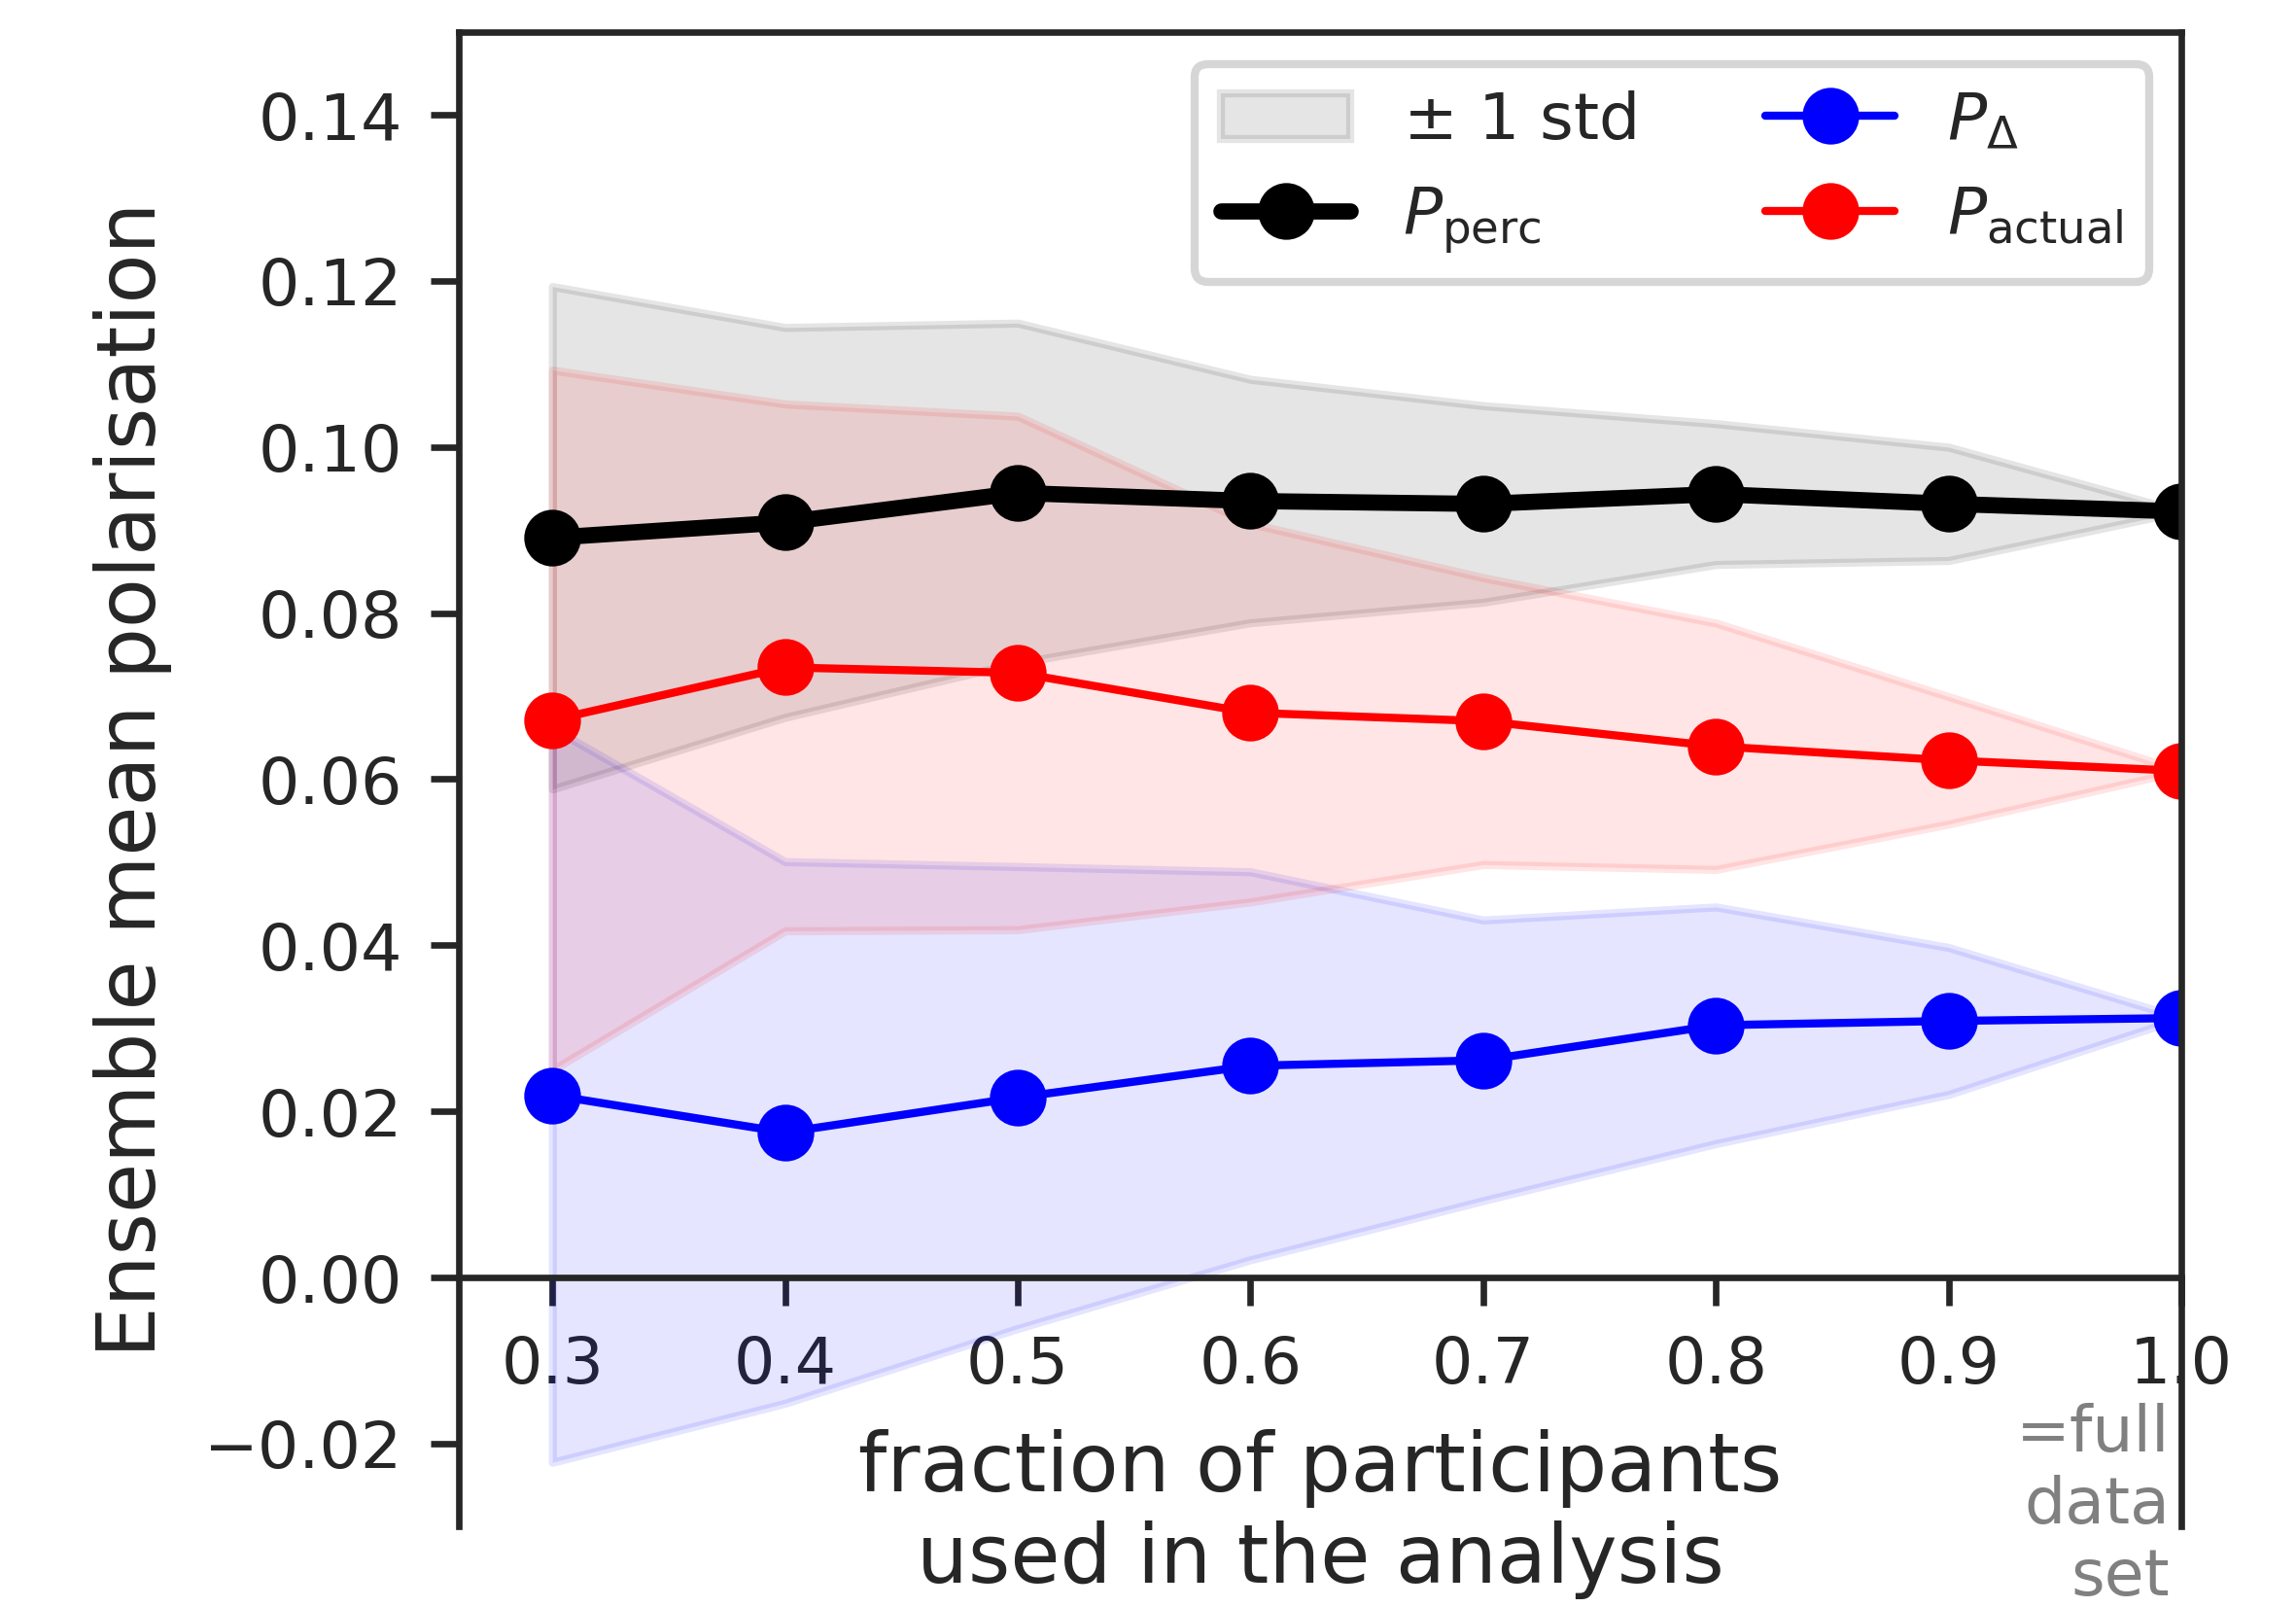 Ensemble mean polarisation
0.14
0.12
0.10
0.08
0.06
0.04
0.02
0.00
−0.02
± 1 std
P_perc
P_Δ
P_actual
0.3 0.4 0.5 0.6 0.7 0.8 0.9 1.0
=full
data
set
fraction of participants
used in the analysis